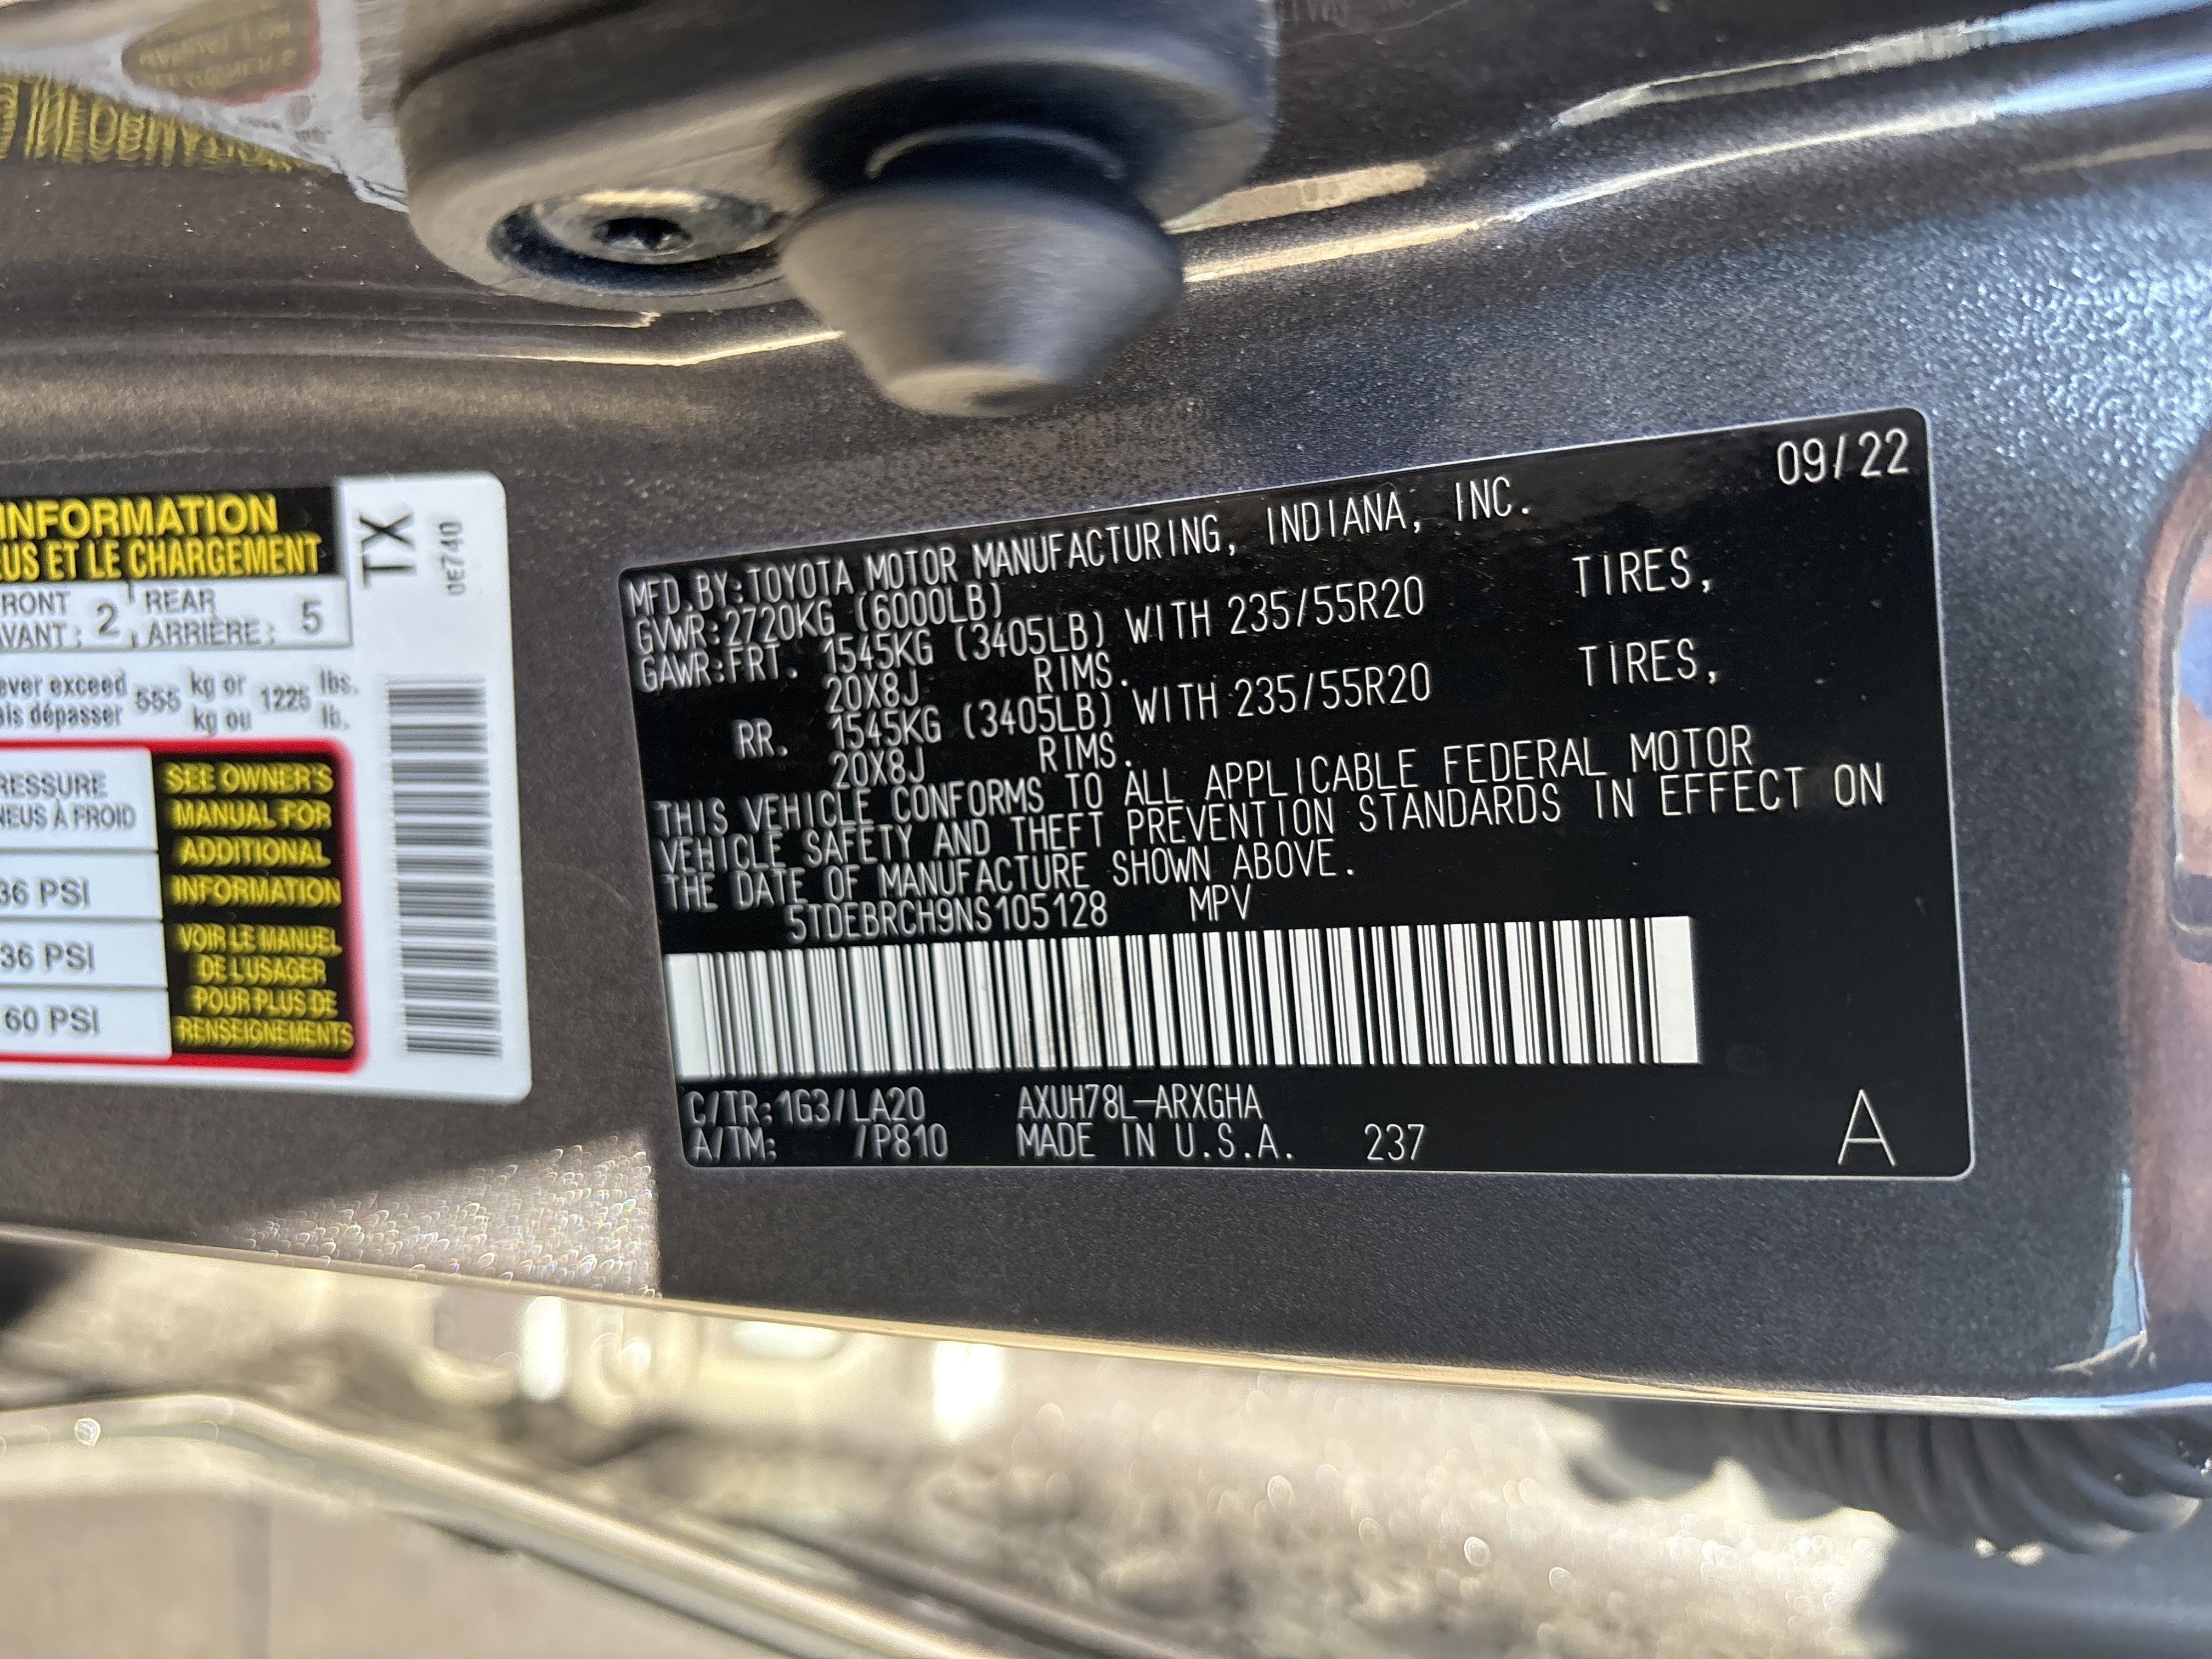 INFORMATION
EUS ET LE CHARGEMENT
TX
0E740
RONT 2 REAR 5
AVANT: ARRIÈRE:
ever exceed 555 kg or 1225 lbs.
ais dépasser kg ou lb.
RESSURE
NEUS À FROID
36 PSI
36 PSI
60 PSI
SEE OWNER'S
MANUAL FOR
ADDITIONAL
INFORMATION
VOIR LE MANUEL
DE L'USAGER
POUR PLUS DE
RENSEIGNEMENTS
09/22
MFD.BY:TOYOTA MOTOR MANUFACTURING, INDIANA, INC.
GVWR:2720KG (6000LB)
GAWR:FRT. 1545KG (3405LB) WITH 235/55R20 TIRES,
20X8J RIMS.
RR. 1545KG (3405LB) WITH 235/55R20 TIRES,
20X8J RIMS.
THIS VEHICLE CONFORMS TO ALL APPLICABLE FEDERAL MOTOR
VEHICLE SAFETY AND THEFT PREVENTION STANDARDS IN EFFECT ON
THE DATE OF MANUFACTURE SHOWN ABOVE.
5TDEBRCH9NS105128 MPV
C/TR:1G3/LA20 AXUH78L-ARXGHA
A/TM: /P810 MADE IN U.S.A. 237
A